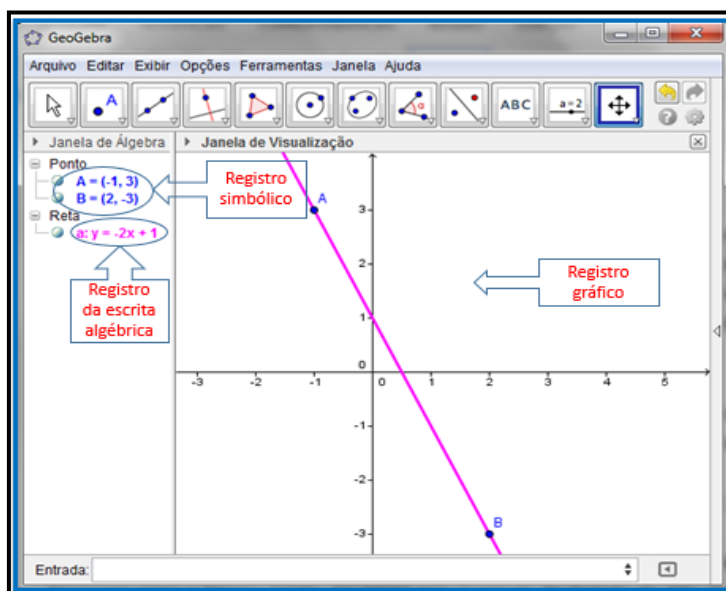 GeoGebra
Arquivo Editar Exibir Opções Ferramentas Janela Ajuda
A
α
ABC
a=2
Janela de Álgebra
Janela de Visualização
Ponto
A = (-1, 3)
B = (2, -3)
Reta
a: y = -2x + 1
Registro
simbólico
Registro
da escrita
algébrica
Registro
gráfico
A
3
2
1
0
-3 -2 -1 0 1 2 3 4 5
-1
-2
-3
B
Entrada: